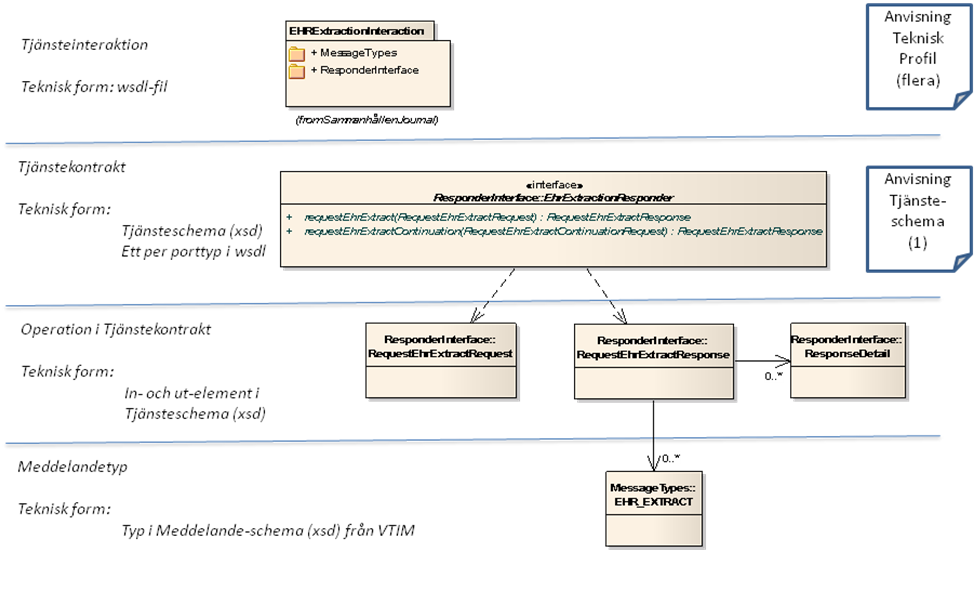 Tjänsteinteraktion
Teknisk form: wsdl-fil
EHRExtractionInteraction
+ MessageTypes
+ ResponderInterface
(fromSammanhållenJournal)
Anvisning
Teknisk
Profil
(flera)
Tjänstekontrakt
Teknisk form:
Tjänsteschema (xsd)
Ett per porttyp i wsdl
«interface»
ResponderInterface::EhrExtractionResponder
+ requestEhrExtract(RequestEhrExtractRequest) : RequestEhrExtractResponse
+ requestEhrExtractContinuation(RequestEhrExtractContinuationRequest) : RequestEhrExtractResponse
Anvisning
Tjänste-
schema
(1)
Operation i Tjänstekontrakt
Teknisk form:
In- och ut-element i
Tjänsteschema (xsd)
ResponderInterface::
RequestEhrExtractRequest
ResponderInterface::
RequestEhrExtractResponse
0..*
ResponderInterface::
ResponseDetail
Meddelandetyp
Teknisk form:
Typ i Meddelande-schema (xsd) från VTIM
0..*
MessageTypes::
EHR_EXTRACT